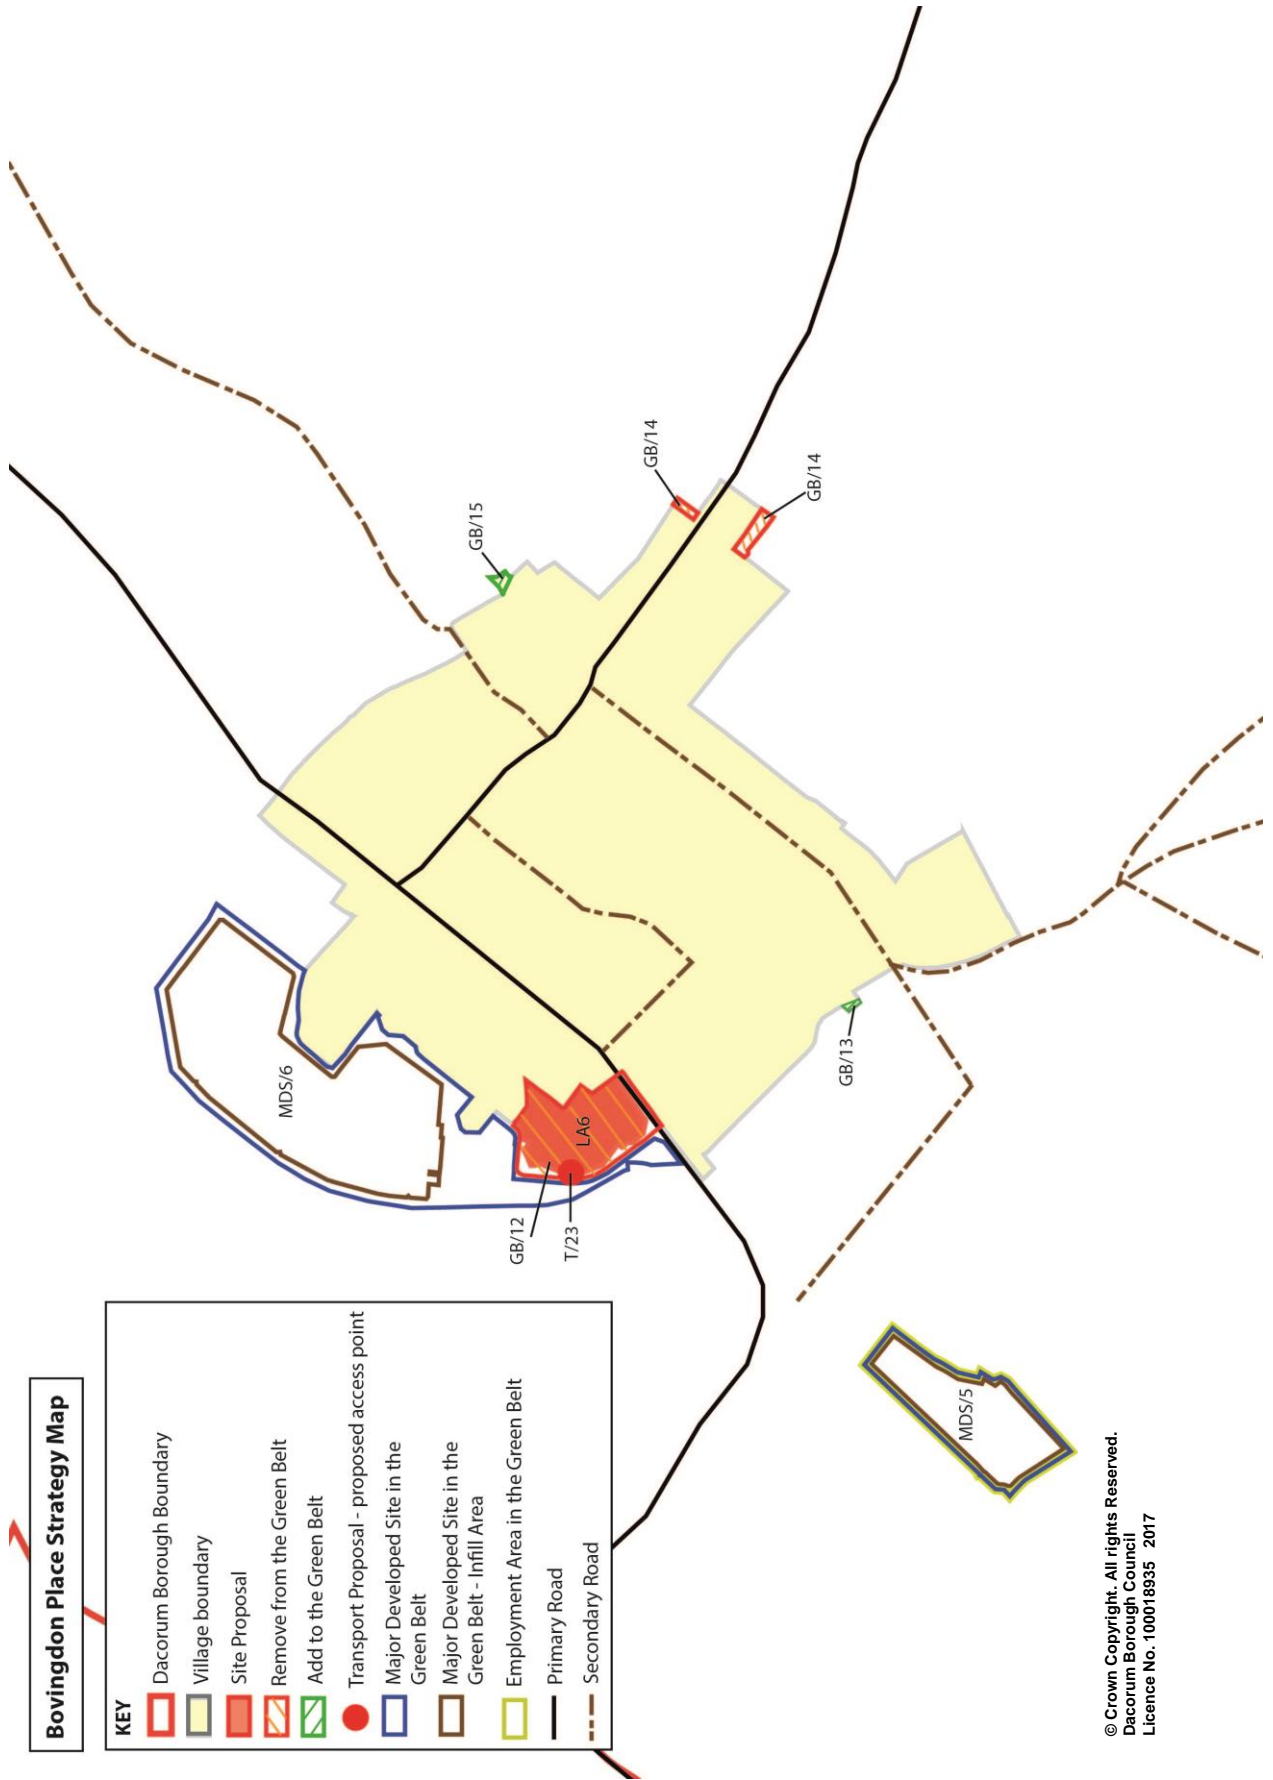 Bovingdon Place Strategy Map
KEY
Dacorum Borough Boundary
Village boundary
Site Proposal
Remove from the Green Belt
Add to the Green Belt
Transport Proposal - proposed access point
Major Developed Site in the
Green Belt
Major Developed Site in the
Green Belt - Infill Area
Employment Area in the Green Belt
Primary Road
Secondary Road
MDS/6
GB/12
T/23
LA6
GB/13
GB/15
GB/14
GB/14
MDS/5
© Crown Copyright. All rights Reserved.
Dacorum Borough Council
Licence No. 100018935 2017